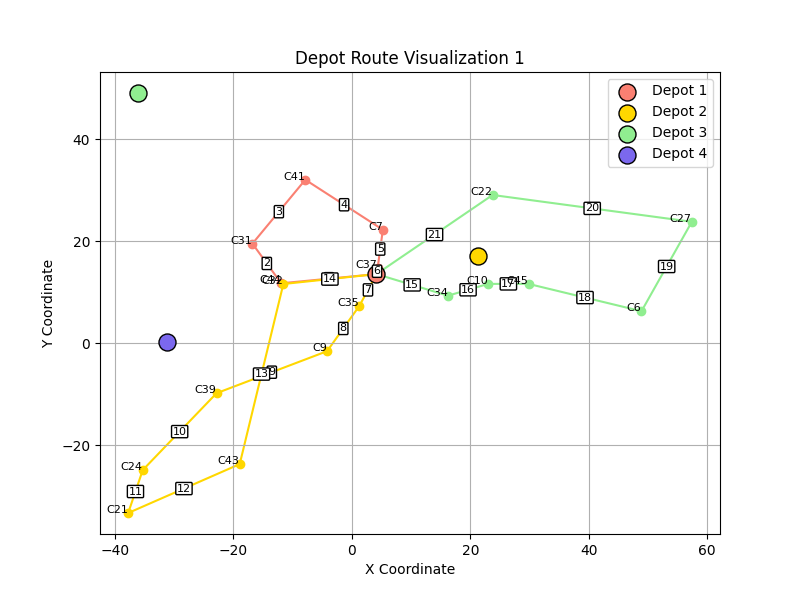 Depot Route Visualization 1
Depot 1
Depot 2
Depot 3
Depot 4
Y Coordinate
40
20
0
−20
−40
−20
0
20
40
60
X Coordinate
C41
C22
C27
C7
C31
C37
C10
C45
C34
C6
C35
C9
C39
C24
C43
C21
2
3
4
5
6
7
8
9
10
11
12
13
14
15
16
17
18
19
20
21